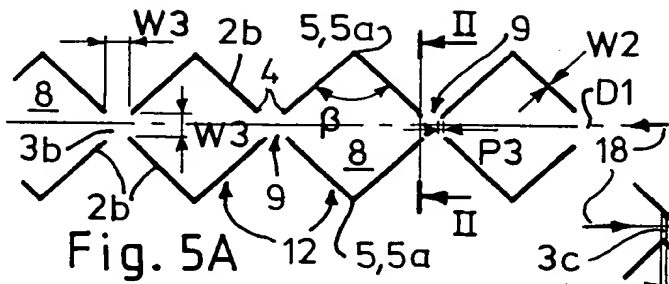 W3 2b 5,5a II 9 W2
4
8 β D1
3b W3 8 P3 18
2b 9 II
12 5,5a 3c
Fig. 5A